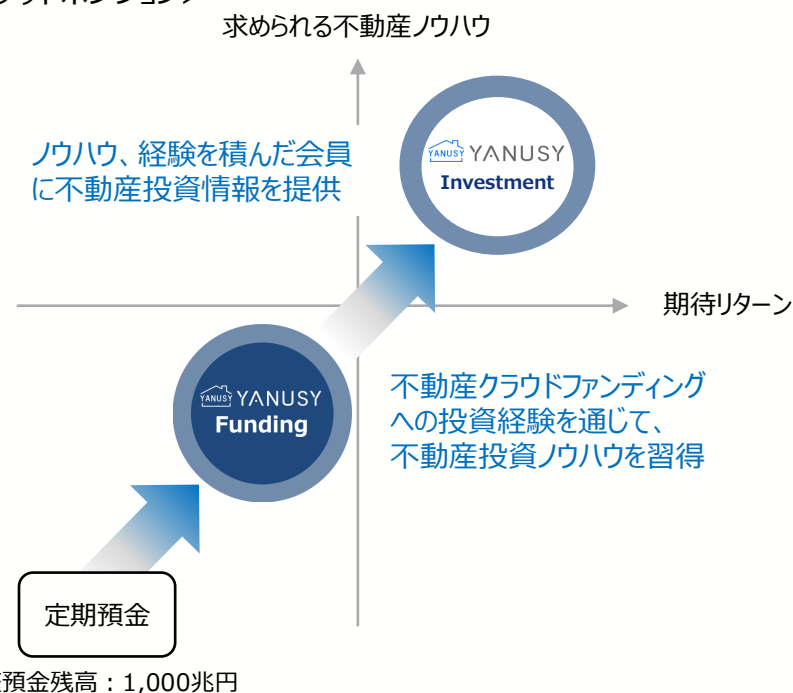 求められる不動産ノウハウ
ノウハウ、経験を積んだ会員
に不動産投資情報を提供
YANUSY YANUSY
Investment
期待リターン
YANUSY YANUSY
Funding
不動産クラウドファンディング
への投資経験を通じて、
不動産投資ノウハウを習得
定期預金
預金残高：1,000兆円